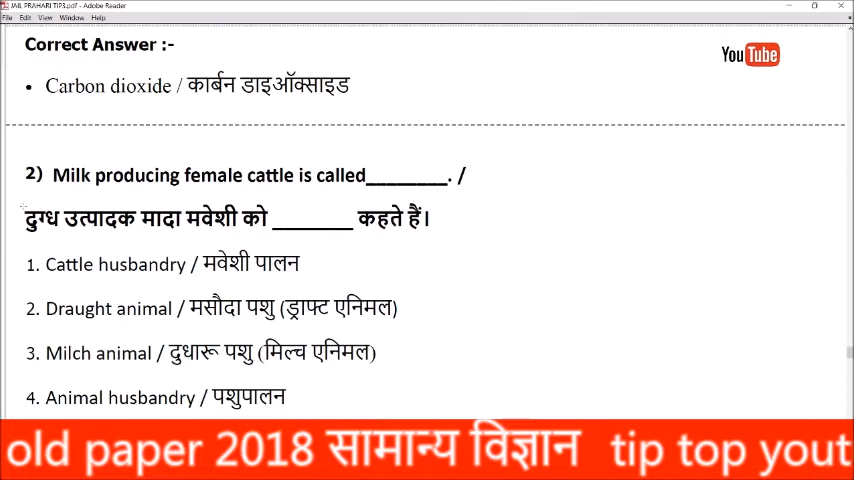 JAIL PRAHARI TIP3.pdf - Adobe Reader
File Edit View Window Help
Correct Answer :-
YouTube
• Carbon dioxide / कार्बन डाइऑक्साइड
2) Milk producing female cattle is called________. /
दुग्ध उत्पादक मादा मवेशी को ________ कहते हैं।
1. Cattle husbandry / मवेशी पालन
2. Draught animal / मसौदा पशु (ड्राफ्ट एनिमल)
3. Milch animal / दुधारू पशु (मिल्च एनिमल)
4. Animal husbandry / पशुपालन
old paper 2018 सामान्य विज्ञान tip top yout